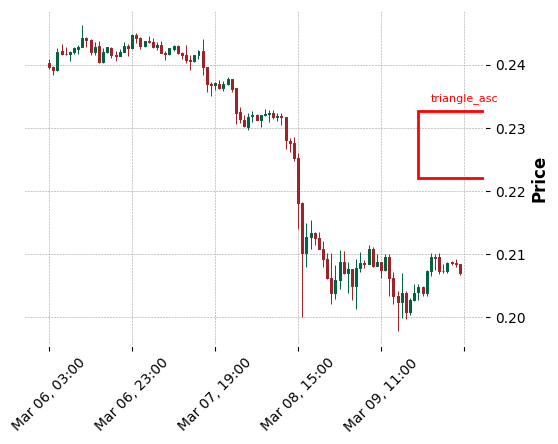 triangle_asc
0.24
0.23
0.22
0.21
0.20
Price
Mar 06, 03:00
Mar 06, 23:00
Mar 07, 19:00
Mar 08, 15:00
Mar 09, 11:00